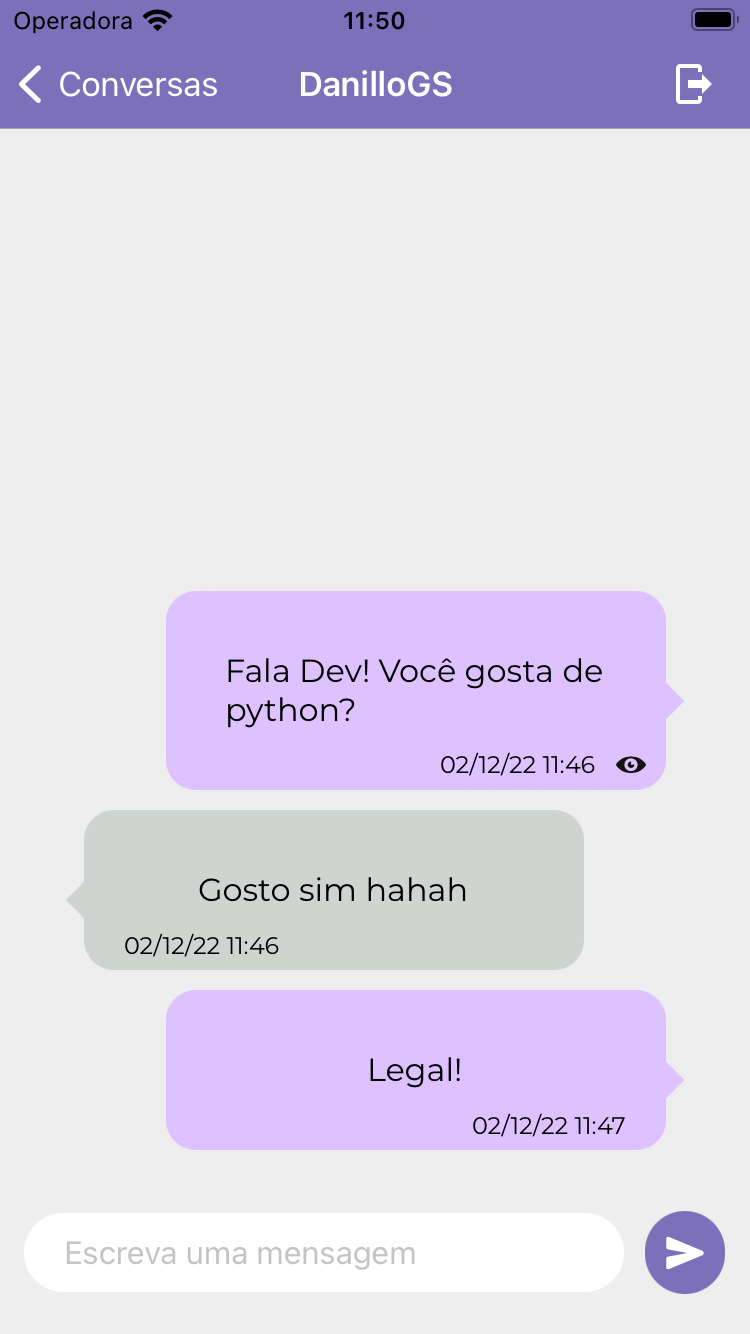 Operadora 11:50
Conversas DanilloGS
Fala Dev! Você gosta de
python?
02/12/22 11:46
Gosto sim hahah
02/12/22 11:46
Legal!
02/12/22 11:47
Escreva uma mensagem